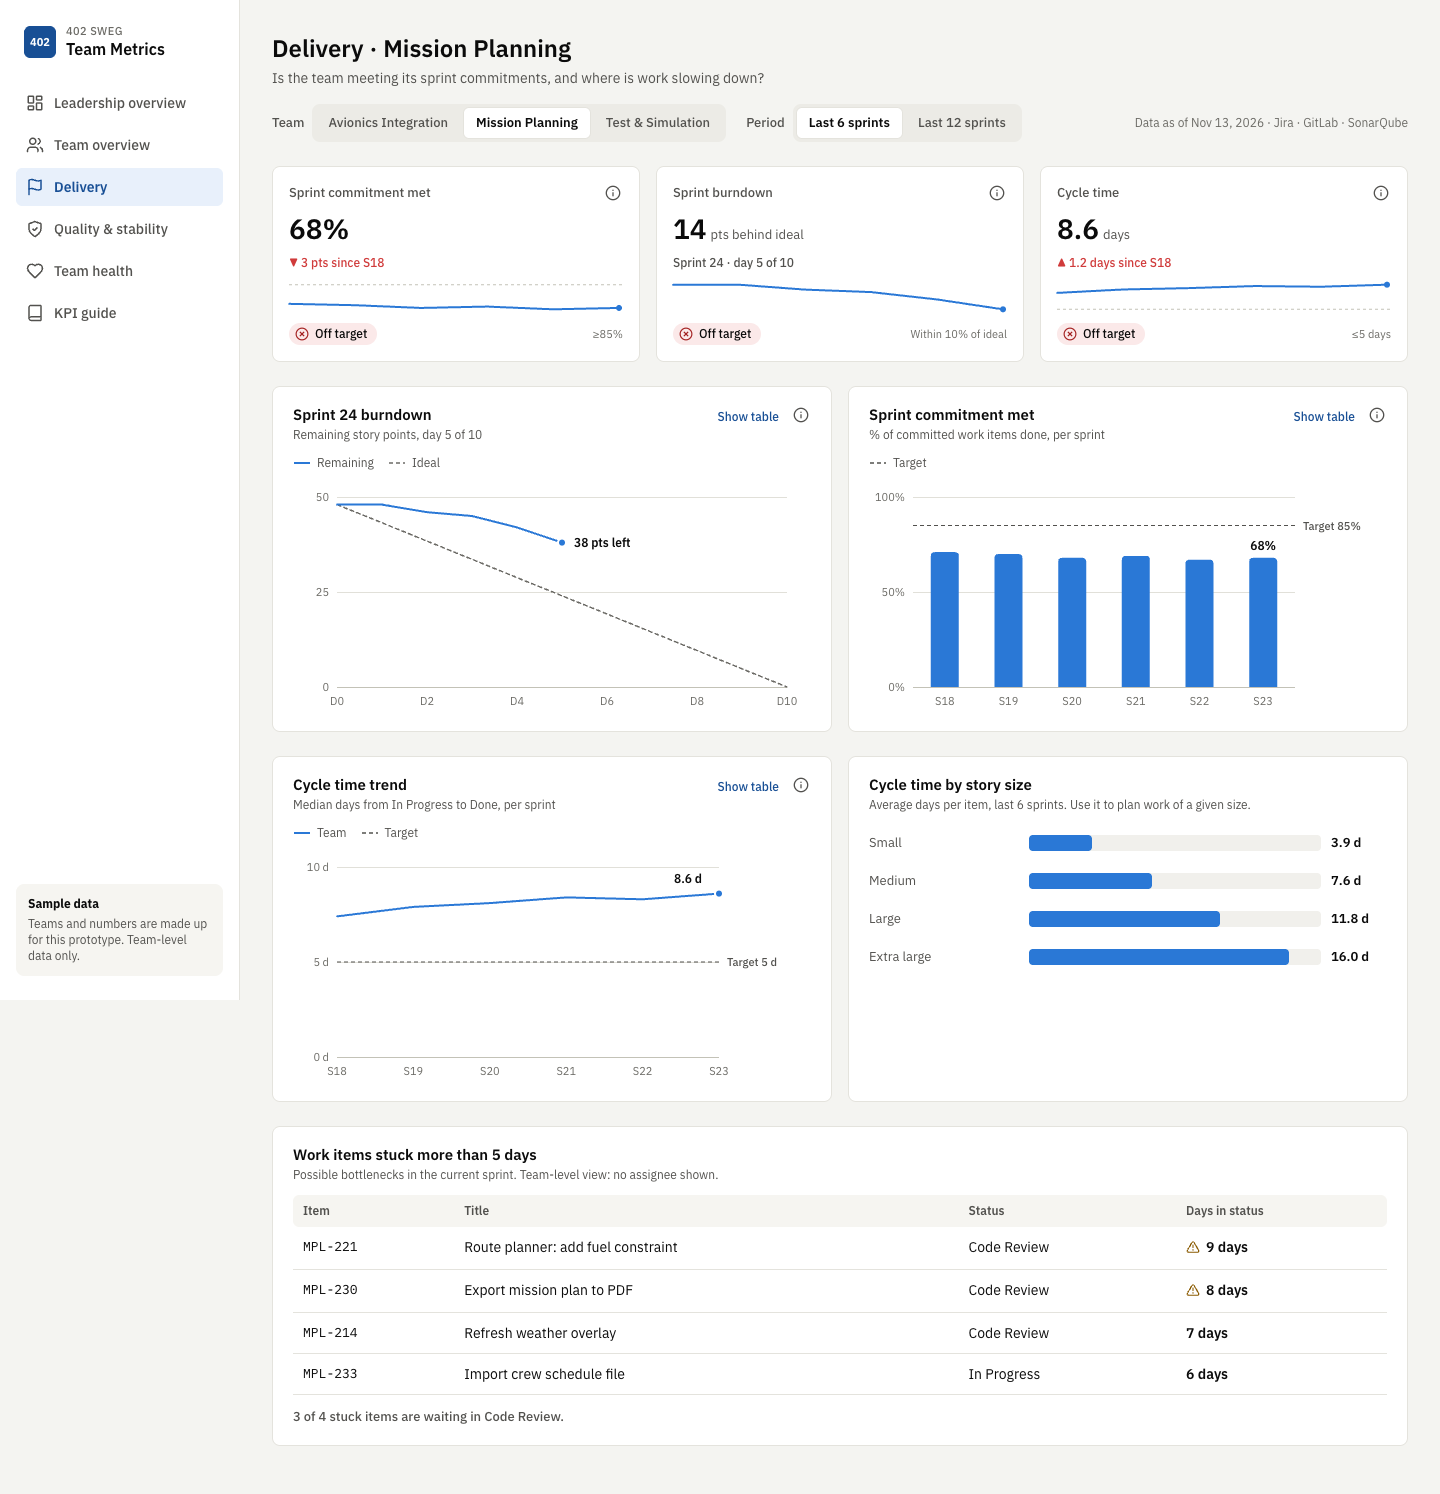 402
402 SWEG
Team Metrics
Leadership overview
Team overview
Delivery
Quality & stability
Team health
KPI guide
Sample data
Teams and numbers are made up
for this prototype. Team-level
data only.
Delivery · Mission Planning
Is the team meeting its sprint commitments, and where is work slowing down?
Team Avionics Integration Mission Planning Test & Simulation Period Last 6 sprints Last 12 sprints Data as of Nov 13, 2026 · Jira · GitLab · SonarQube
Sprint commitment met
68%
▼ 3 pts since S18
Off target ≥85%
Sprint burndown
14 pts behind ideal
Sprint 24 · day 5 of 10
Off target Within 10% of ideal
Cycle time
8.6 days
▲ 1.2 days since S18
Off target ≤5 days
Sprint 24 burndown Show table
Remaining story points, day 5 of 10
Remaining Ideal
50
38 pts left
25
0
D0 D2 D4 D6 D8 D10
Sprint commitment met Show table
% of committed work items done, per sprint
Target
100%
Target 85%
68%
50%
0%
S18 S19 S20 S21 S22 S23
Cycle time trend Show table
Median days from In Progress to Done, per sprint
Team Target
10 d
8.6 d
5 d Target 5 d
0 d
S18 S19 S20 S21 S22 S23
Cycle time by story size
Average days per item, last 6 sprints. Use it to plan work of a given size.
Small 3.9 d
Medium 7.6 d
Large 11.8 d
Extra large 16.0 d
Work items stuck more than 5 days
Possible bottlenecks in the current sprint. Team-level view: no assignee shown.
Item Title Status Days in status
MPL-221 Route planner: add fuel constraint Code Review 9 days
MPL-230 Export mission plan to PDF Code Review 8 days
MPL-214 Refresh weather overlay Code Review 7 days
MPL-233 Import crew schedule file In Progress 6 days
3 of 4 stuck items are waiting in Code Review.